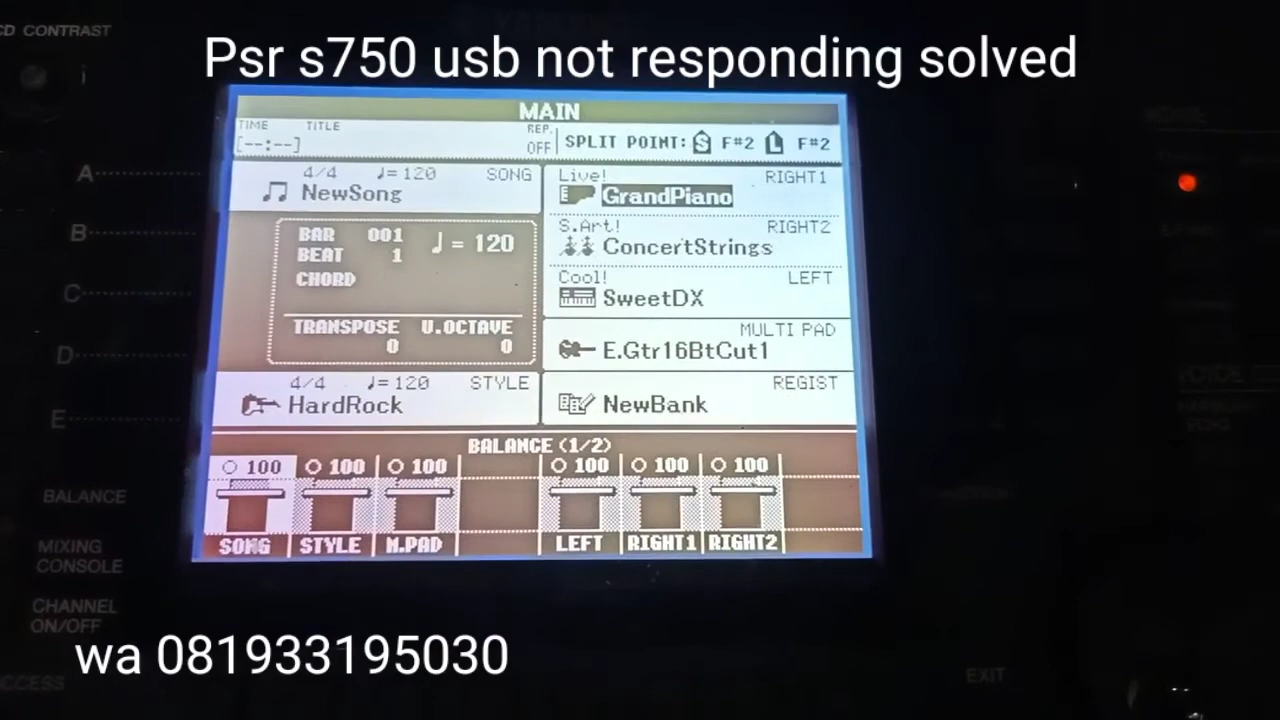 CD CONTRAST
Psr s750 usb not responding solved
MAIN
TIME TITLE REP. OFF
[--:--]
SPLIT POINT: S F#2 L F#2
4/4 ♩=120 SONG
NewSong
Live! RIGHT1
GrandPiano
BAR 001 ♩= 120
BEAT 1
CHORD
S.Art! RIGHT2
ConcertStrings
Cool! LEFT
SweetDX
TRANSPOSE U.OCTAVE
0 0
MULTI PAD
E.Gtr16BtCut1
4/4 ♩=120 STYLE
HardRock
REGIST
NewBank
BALANCE (1/2)
100 100 100 100 100 100
SONG STYLE M.PAD LEFT RIGHT1 RIGHT2
A
B
C
D
E
BALANCE
MIXING
CONSOLE
CHANNEL
ON/OFF
wa 081933195030
EXIT